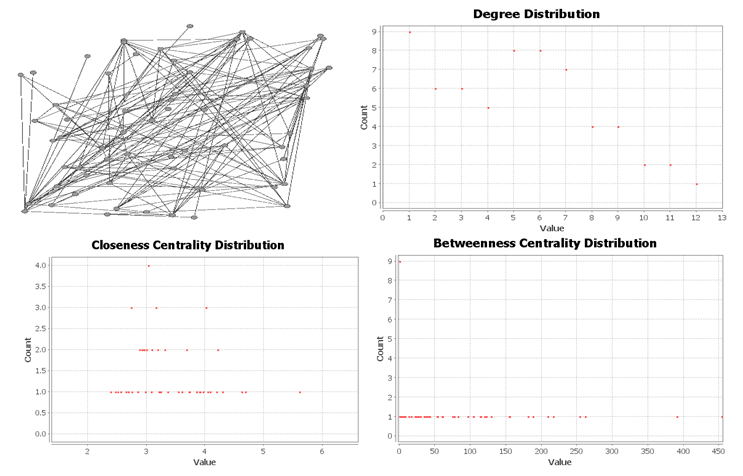 Degree Distribution
9
8
7
6
5
4
3
2
1
0
Count
0 1 2 3 4 5 6 7 8 9 10 11 12 13
Value
Closeness Centrality Distribution
4.0
3.5
3.0
2.5
2.0
1.5
1.0
0.5
0.0
Count
2 3 4 5 6
Value
Betweenness Centrality Distribution
9
8
7
6
5
4
3
2
1
0
Count
0 50 100 150 200 250 300 350 400 450
Value